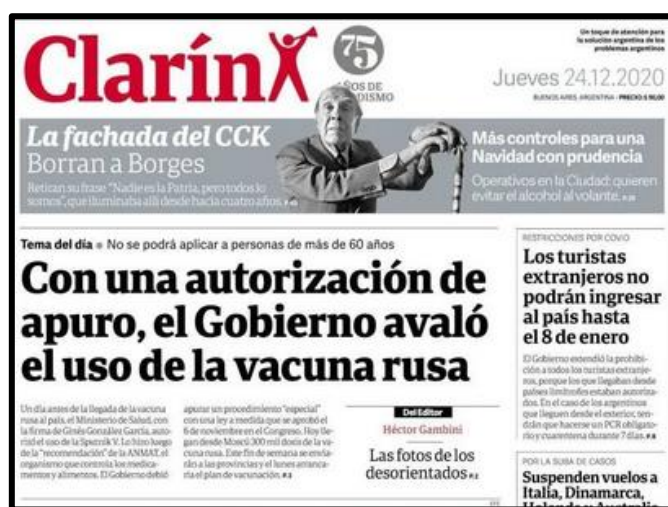 Clarín
75
AÑOS DE
PERIODISMO
Un toque de atención para
la solución argentina de los
problemas argentinos
Jueves 24.12.2020
BUENOS AIRES, ARGENTINA - PRECIO: $ 90,00
La fachada del CCK
Borran a Borges
Retiran su frase "Nadie es la Patria, pero todos lo
somos", que iluminaba allí desde hacía cuatro años.
Más controles para una
Navidad con prudencia
Operativos en la Ciudad: quieren
evitar el alcohol al volante.
Tema del día • No se podrá aplicar a personas de más de 60 años
Con una autorización de
apuro, el Gobierno avaló
el uso de la vacuna rusa
Un día antes de la llegada de la vacuna
rusa al país, el Ministerio de Salud, con
la firma de Ginés González García, auto-
rizó el uso de la Sputnik V. Lo hizo luego
de la "recomendación" de la ANMAT, el
organismo que controla los medica-
mentos y alimentos. El Gobierno debió
apurar un procedimiento "especial"
con una ley a medida que se aprobó el
6 de noviembre en el Congreso. Hoy lle-
gan desde Moscú 300 mil dosis de la va-
cuna rusa. Este fin de semana se envia-
rán a las provincias y el lunes arranca-
ría el plan de vacunación. P.3
Del Editor
Héctor Gambini
Las fotos de los
desorientados P.2
RESTRICCIONES POR COVID
Los turistas
extranjeros no
podrán ingresar
al país hasta
el 8 de enero
El Gobierno extendió la prohibi-
ción a todos los turistas extranje-
ros, porque los que llegaban desde
países limítrofes estaban autoriza-
dos. En el caso de los argentinos
que lleguen desde el exterior, ten-
drán que hacerse un PCR obligato-
rio y cuarentena durante 7 días. P.8
POR LA SUBA DE CASOS
Suspenden vuelos a
Italia, Dinamarca,
Holanda y Australia